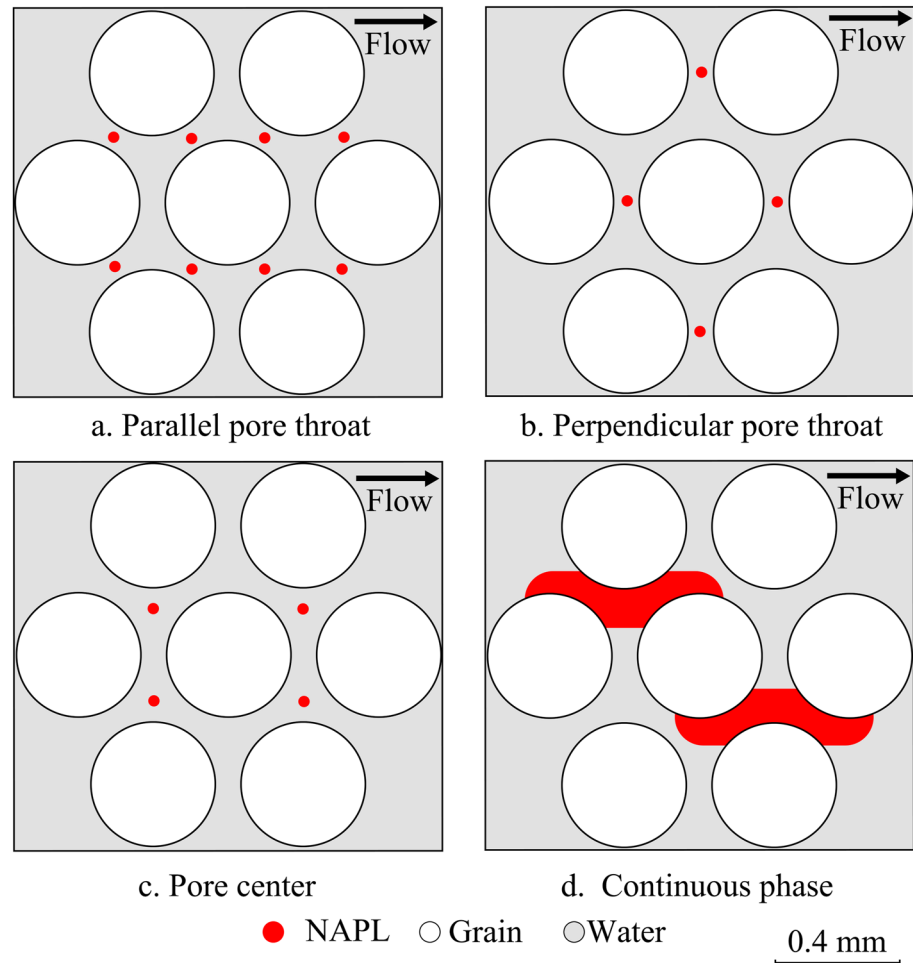 Flow
Flow
a. Parallel pore throat
b. Perpendicular pore throat
Flow
Flow
c. Pore center
d. Continuous phase
NAPL Grain Water
0.4 mm